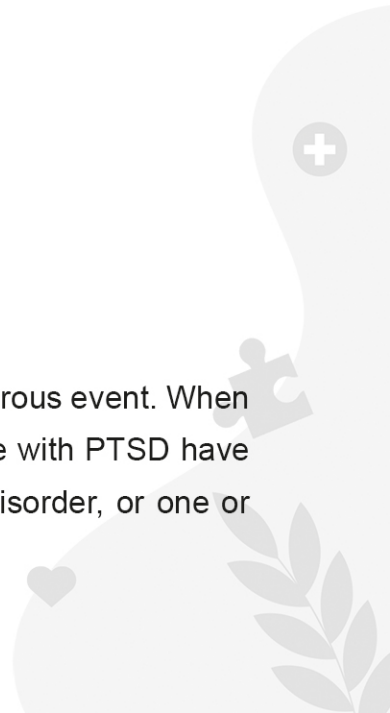 rous event. When
e with PTSD have
isorder, or one or